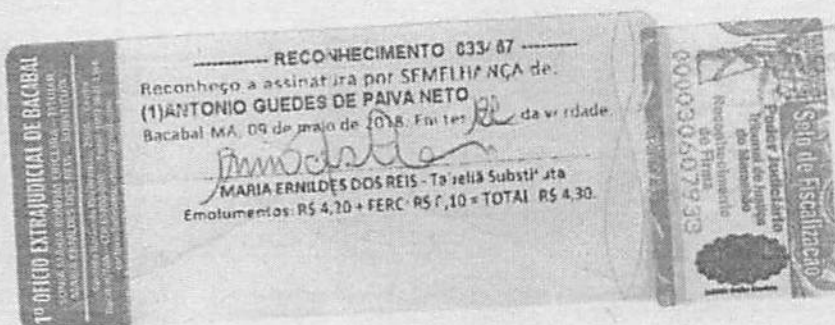 1º OFÍCIO EXTRAJUDICIAL DE BACABAL
------------ RECONHECIMENTO 033/87 ---------
Reconheço a assinatura por SEMELHANÇA de:
(1)ANTONIO GUEDES DE PAIVA NETO
Bacabal-MA, 09 de maio de 2018. Em tes da verdade.
MARIA ERNILDES DOS REIS - Tabeliã Substituta
Emolumentos: R$ 4,20 + FERC: R$ 0,10 = TOTAL: R$ 4,30.
Selo de Fiscalização
Poder Judiciário
Tribunal de Justiça
do Maranhão
Reconhecimento
de Firma